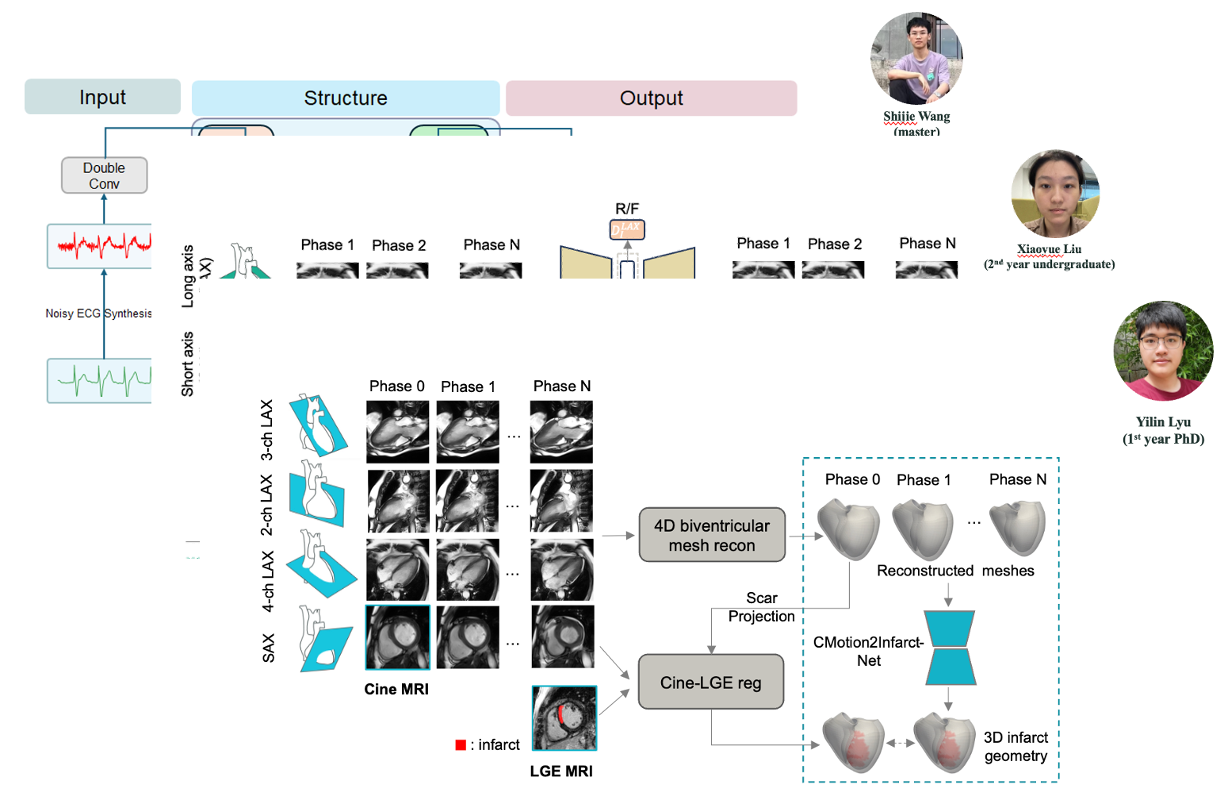 Input
Structure
Output
Shijie Wang
(master)
Double
Conv
R/F
Xiaoyue Liu
(2nd year undergraduate)
Long axis
Phase 1
Phase 2
Phase N
Phase 1
Phase 2
Phase N
Noisy ECG Synthesis
Short axis
Yilin Lyu
(1st year PhD)
Phase 0
Phase 1
Phase N
3-ch LAX
...
2-ch LAX
...
4-ch LAX
...
SAX
...
Cine MRI
: infarct
LGE MRI
4D biventricular
mesh recon
Scar
Projection
Cine-LGE reg
Phase 0
Phase 1
Phase N
...
Reconstructed meshes
CMotion2Infarct-
Net
3D infarct
geometry